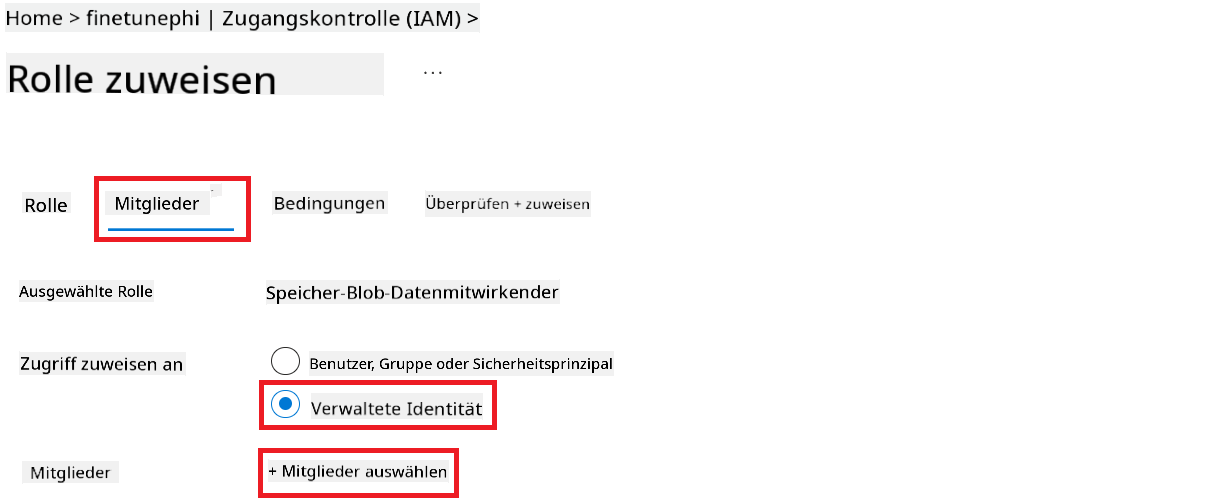 Home > finetunephi | Zugangskontrolle (IAM) >
Rolle zuweisen ...
Rolle Mitglieder Bedingungen Überprüfen + zuweisen
Ausgewählte Rolle Speicher-Blob-Datenmitwirkender
Zugriff zuweisen an Benutzer, Gruppe oder Sicherheitsprinzipal
Verwaltete Identität
Mitglieder + Mitglieder auswählen